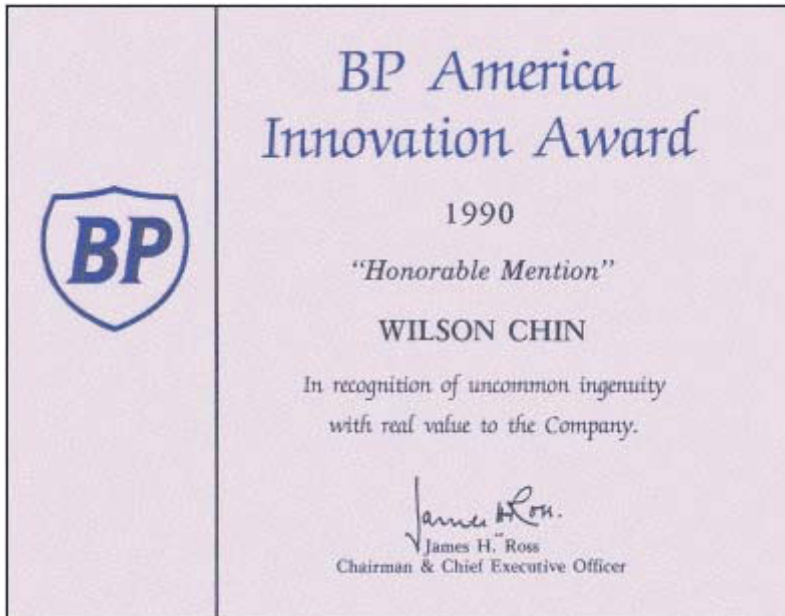 BP
BP America
Innovation Award
1990
“Honorable Mention”
WILSON CHIN
In recognition of uncommon ingenuity
with real value to the Company.
James H. Ross
James H. Ross
Chairman & Chief Executive Officer